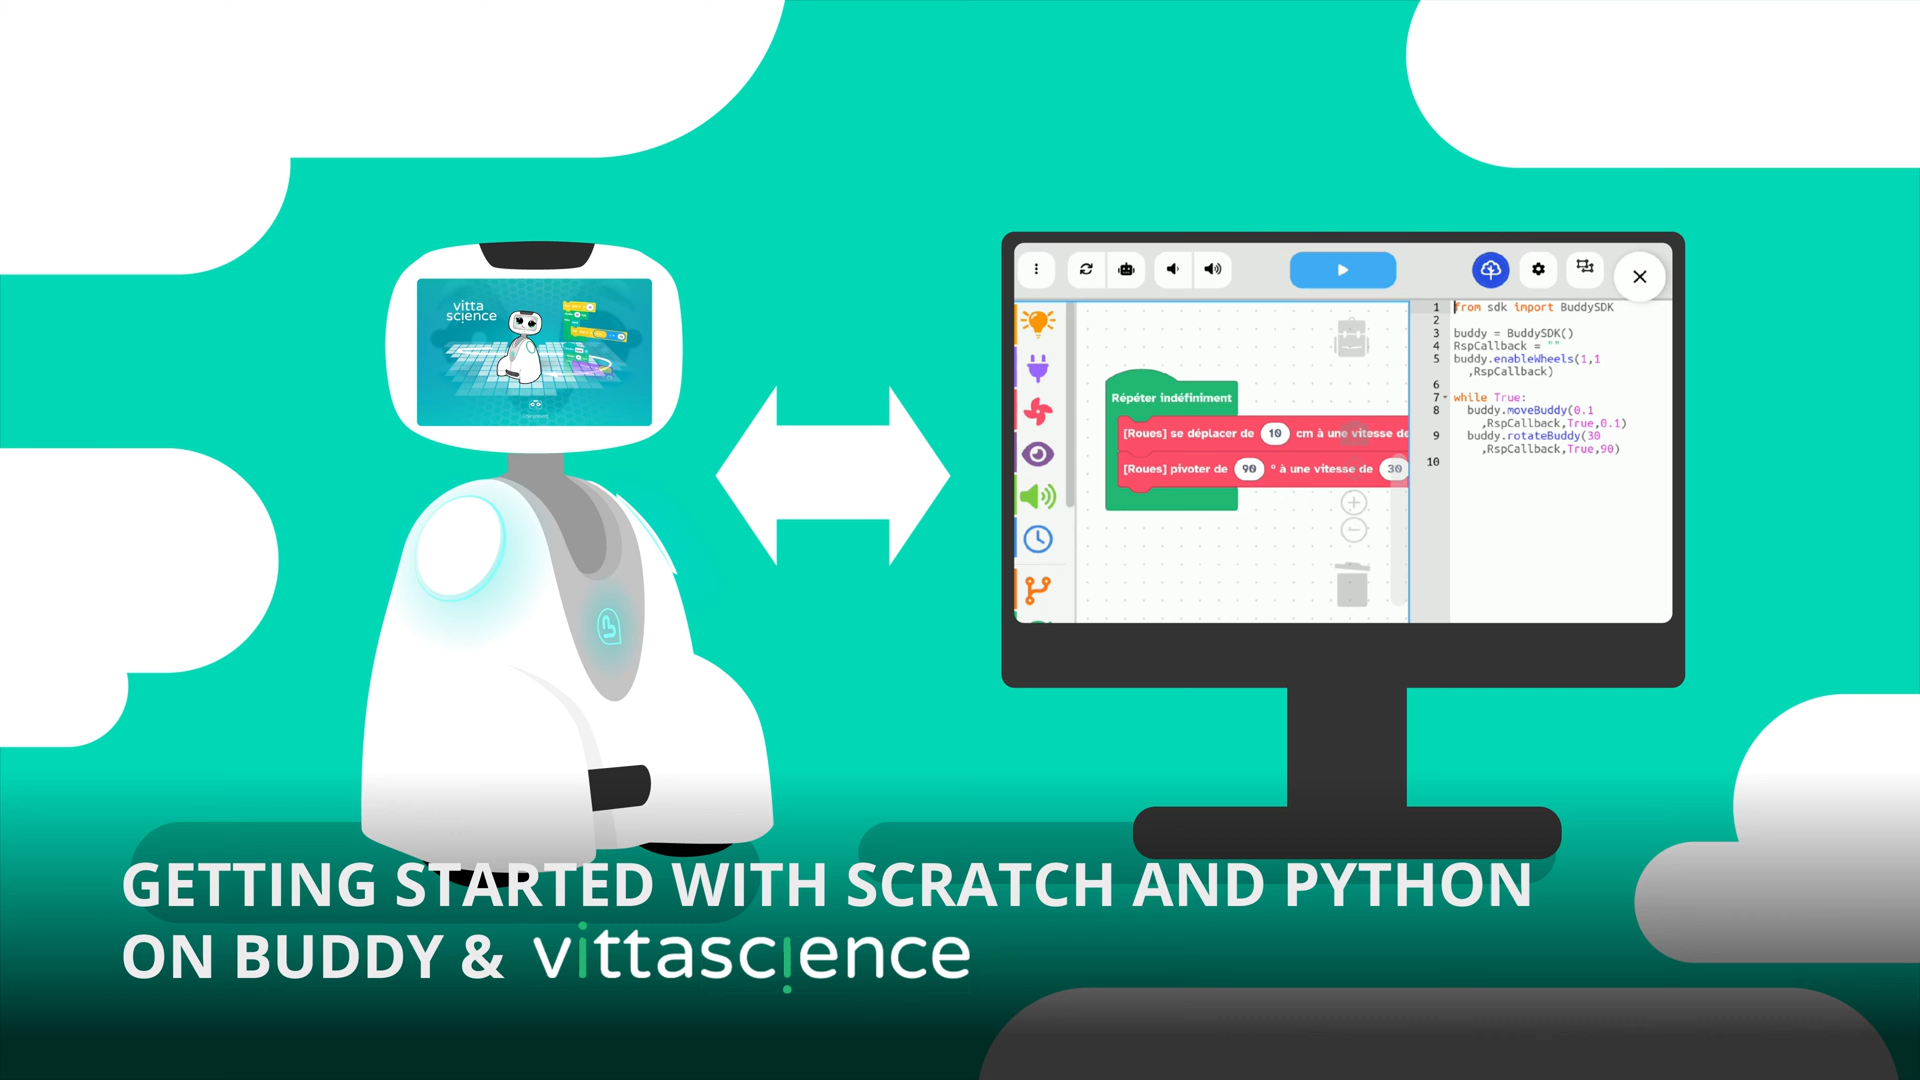 vitta
science
Répéter indéfiniment
[Roues] se déplacer de 10 cm à une vitesse de
[Roues] pivoter de 90 ° à une vitesse de 30
1 from sdk import BuddySDK
2
3 buddy = BuddySDK()
4 RspCallback = ""
5 buddy.enableWheels(1,1
,RspCallback)
6
7 while True:
8 buddy.moveBuddy(0.1
,RspCallback,True,0.1)
9 buddy.rotateBuddy(30
,RspCallback,True,90)
10
GETTING STARTED WITH SCRATCH AND PYTHON
ON BUDDY & vittascience